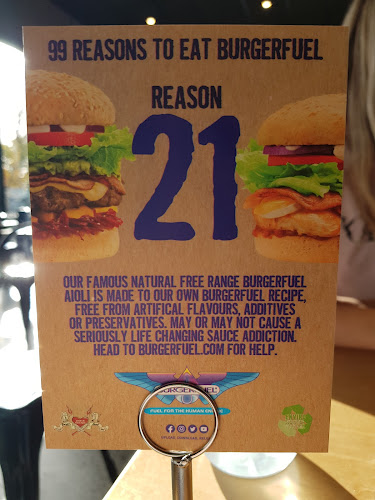 99 REASONS TO EAT BURGERFUEL
REASON
21
OUR FAMOUS NATURAL FREE RANGE BURGERFUEL
AIOLI IS MADE TO OUR OWN BURGERFUEL RECIPE,
FREE FROM ARTIFICAL FLAVOURS, ADDITIVES
OR PRESERVATIVES. MAY OR MAY NOT CAUSE A
SERIOUSLY LIFE CHANGING SAUCE ADDICTION.
HEAD TO BURGERFUEL.COM FOR HELP.
BURGERFUEL
FUEL FOR THE HUMAN ENGINE